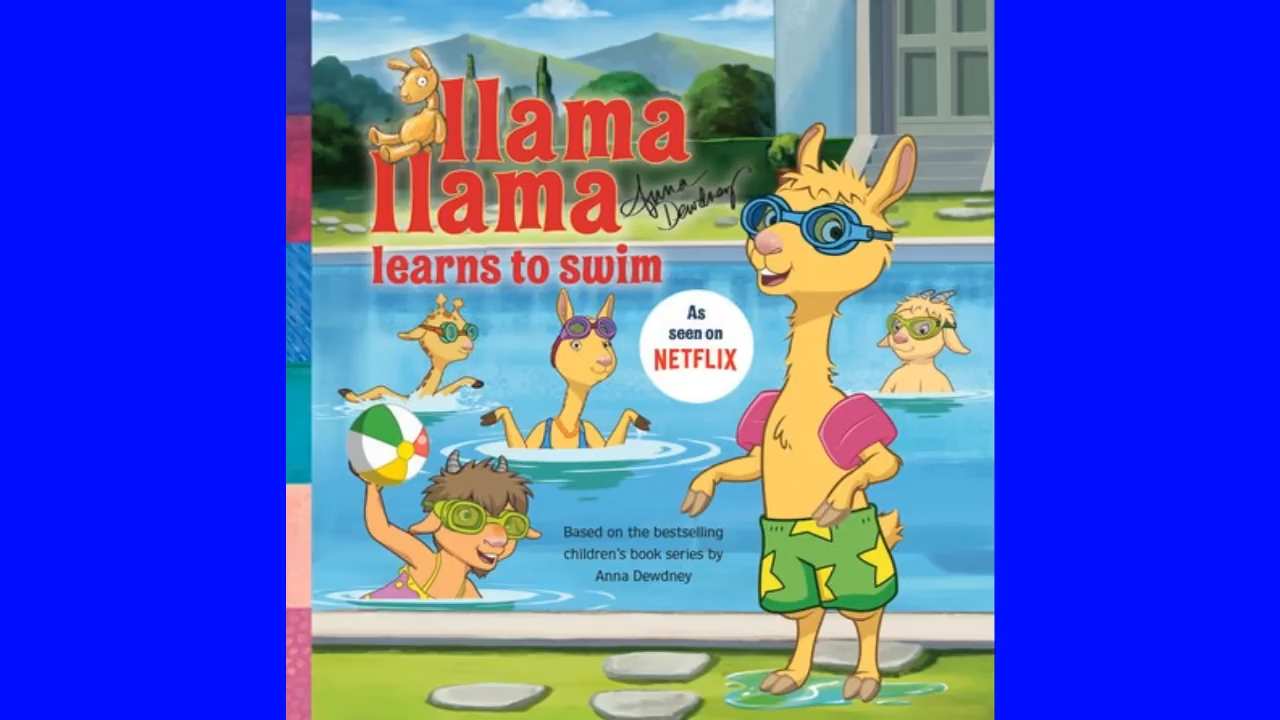 llama
llama
Anna
Dewdney
learns to swim
As
seen on
NETFLIX
Based on the bestselling
children's book series by
Anna Dewdney